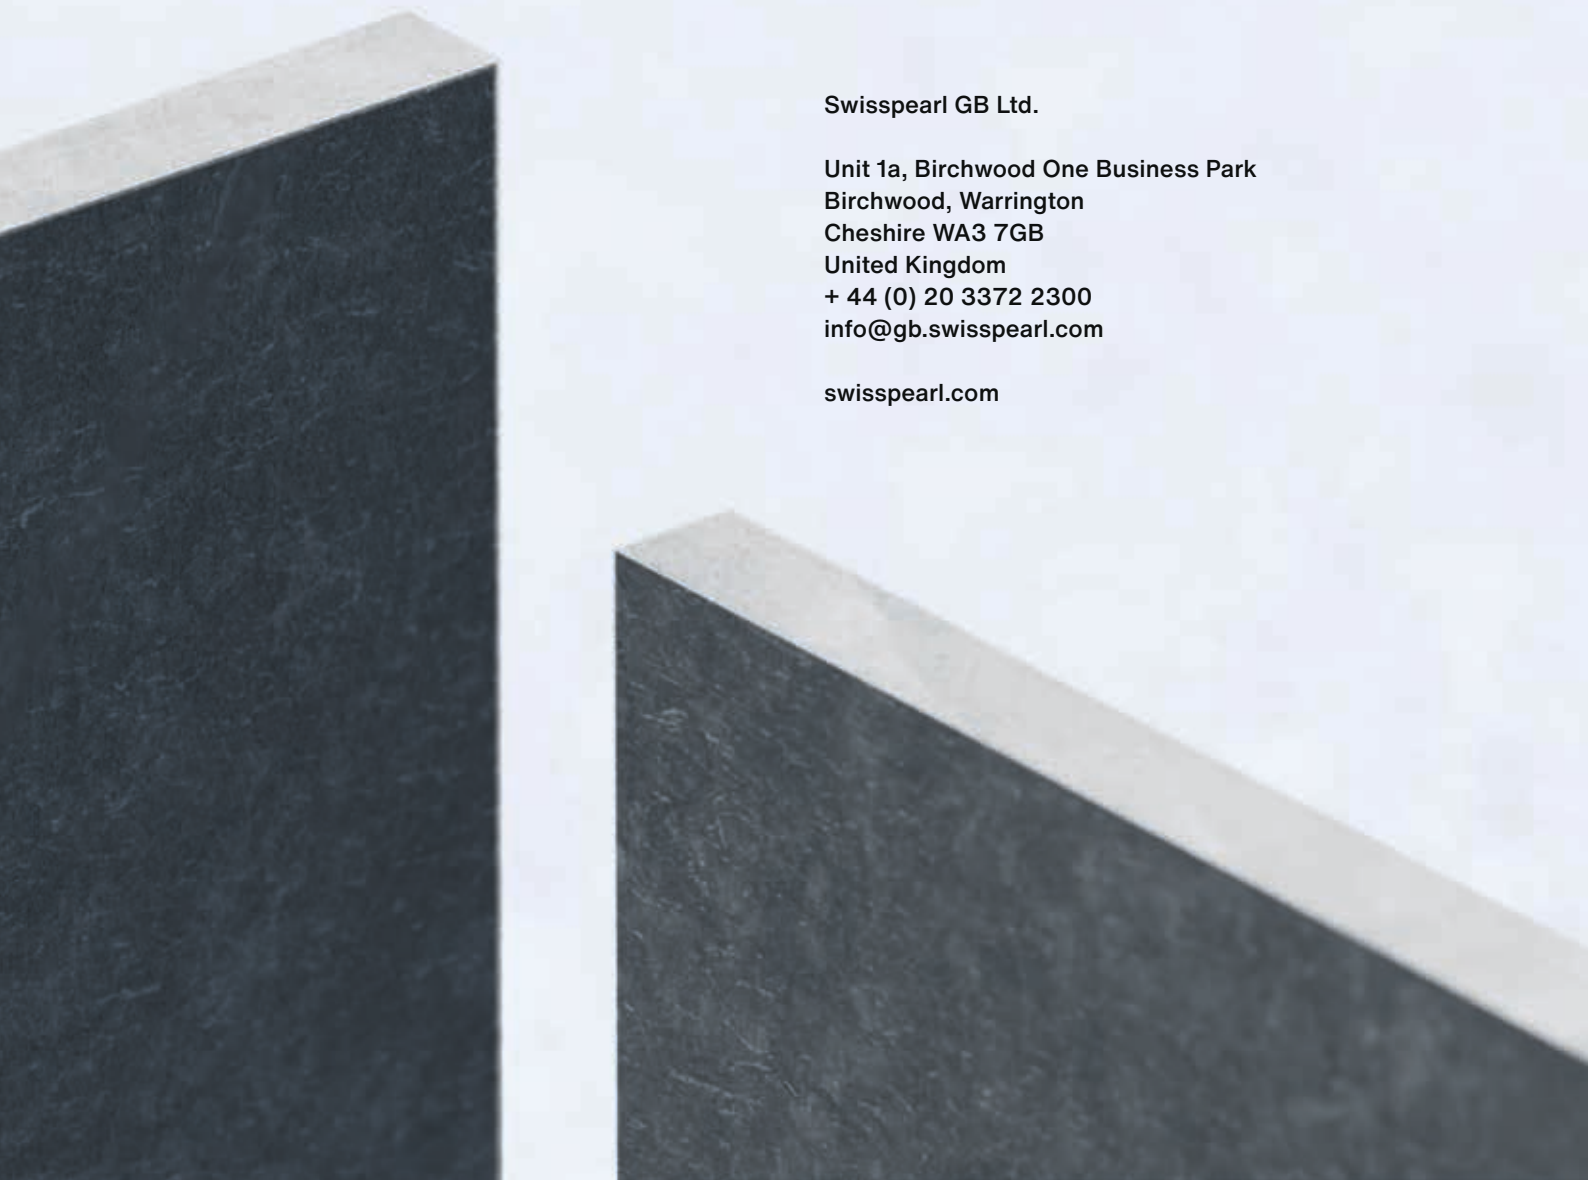 Swisspearl GB Ltd.
Unit 1a, Birchwood One Business Park
Birchwood, Warrington
Cheshire WA3 7GB
United Kingdom
+ 44 (0) 20 3372 2300
info@gb.swisspearl.com
swisspearl.com